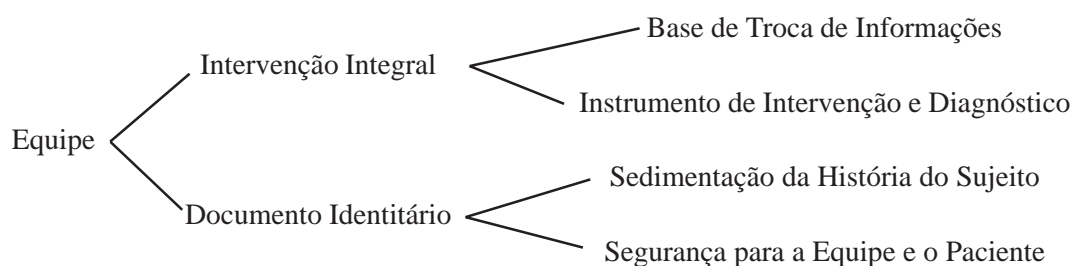 Base de Troca de Informações
Intervenção Integral
Instrumento de Intervenção e Diagnóstico
Equipe
Sedimentação da História do Sujeito
Documento Identitário
Segurança para a Equipe e o Paciente